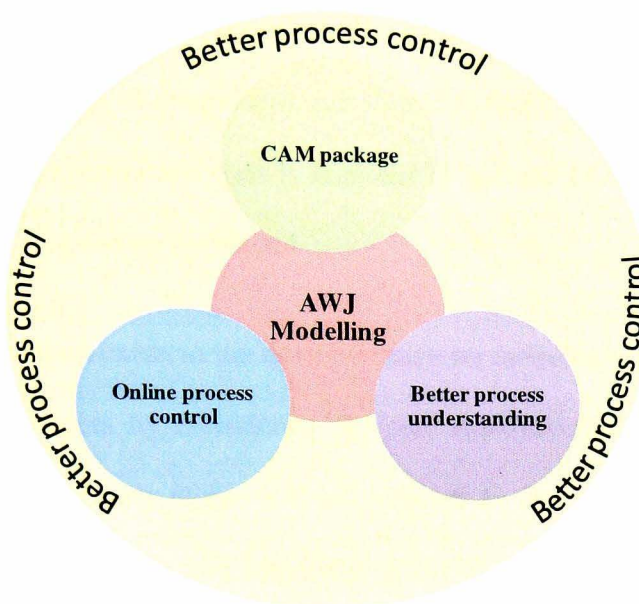 Better process control
CAM package
AWJ
Modelling
Better process control
Online process
control
Better process
understanding
Better process control